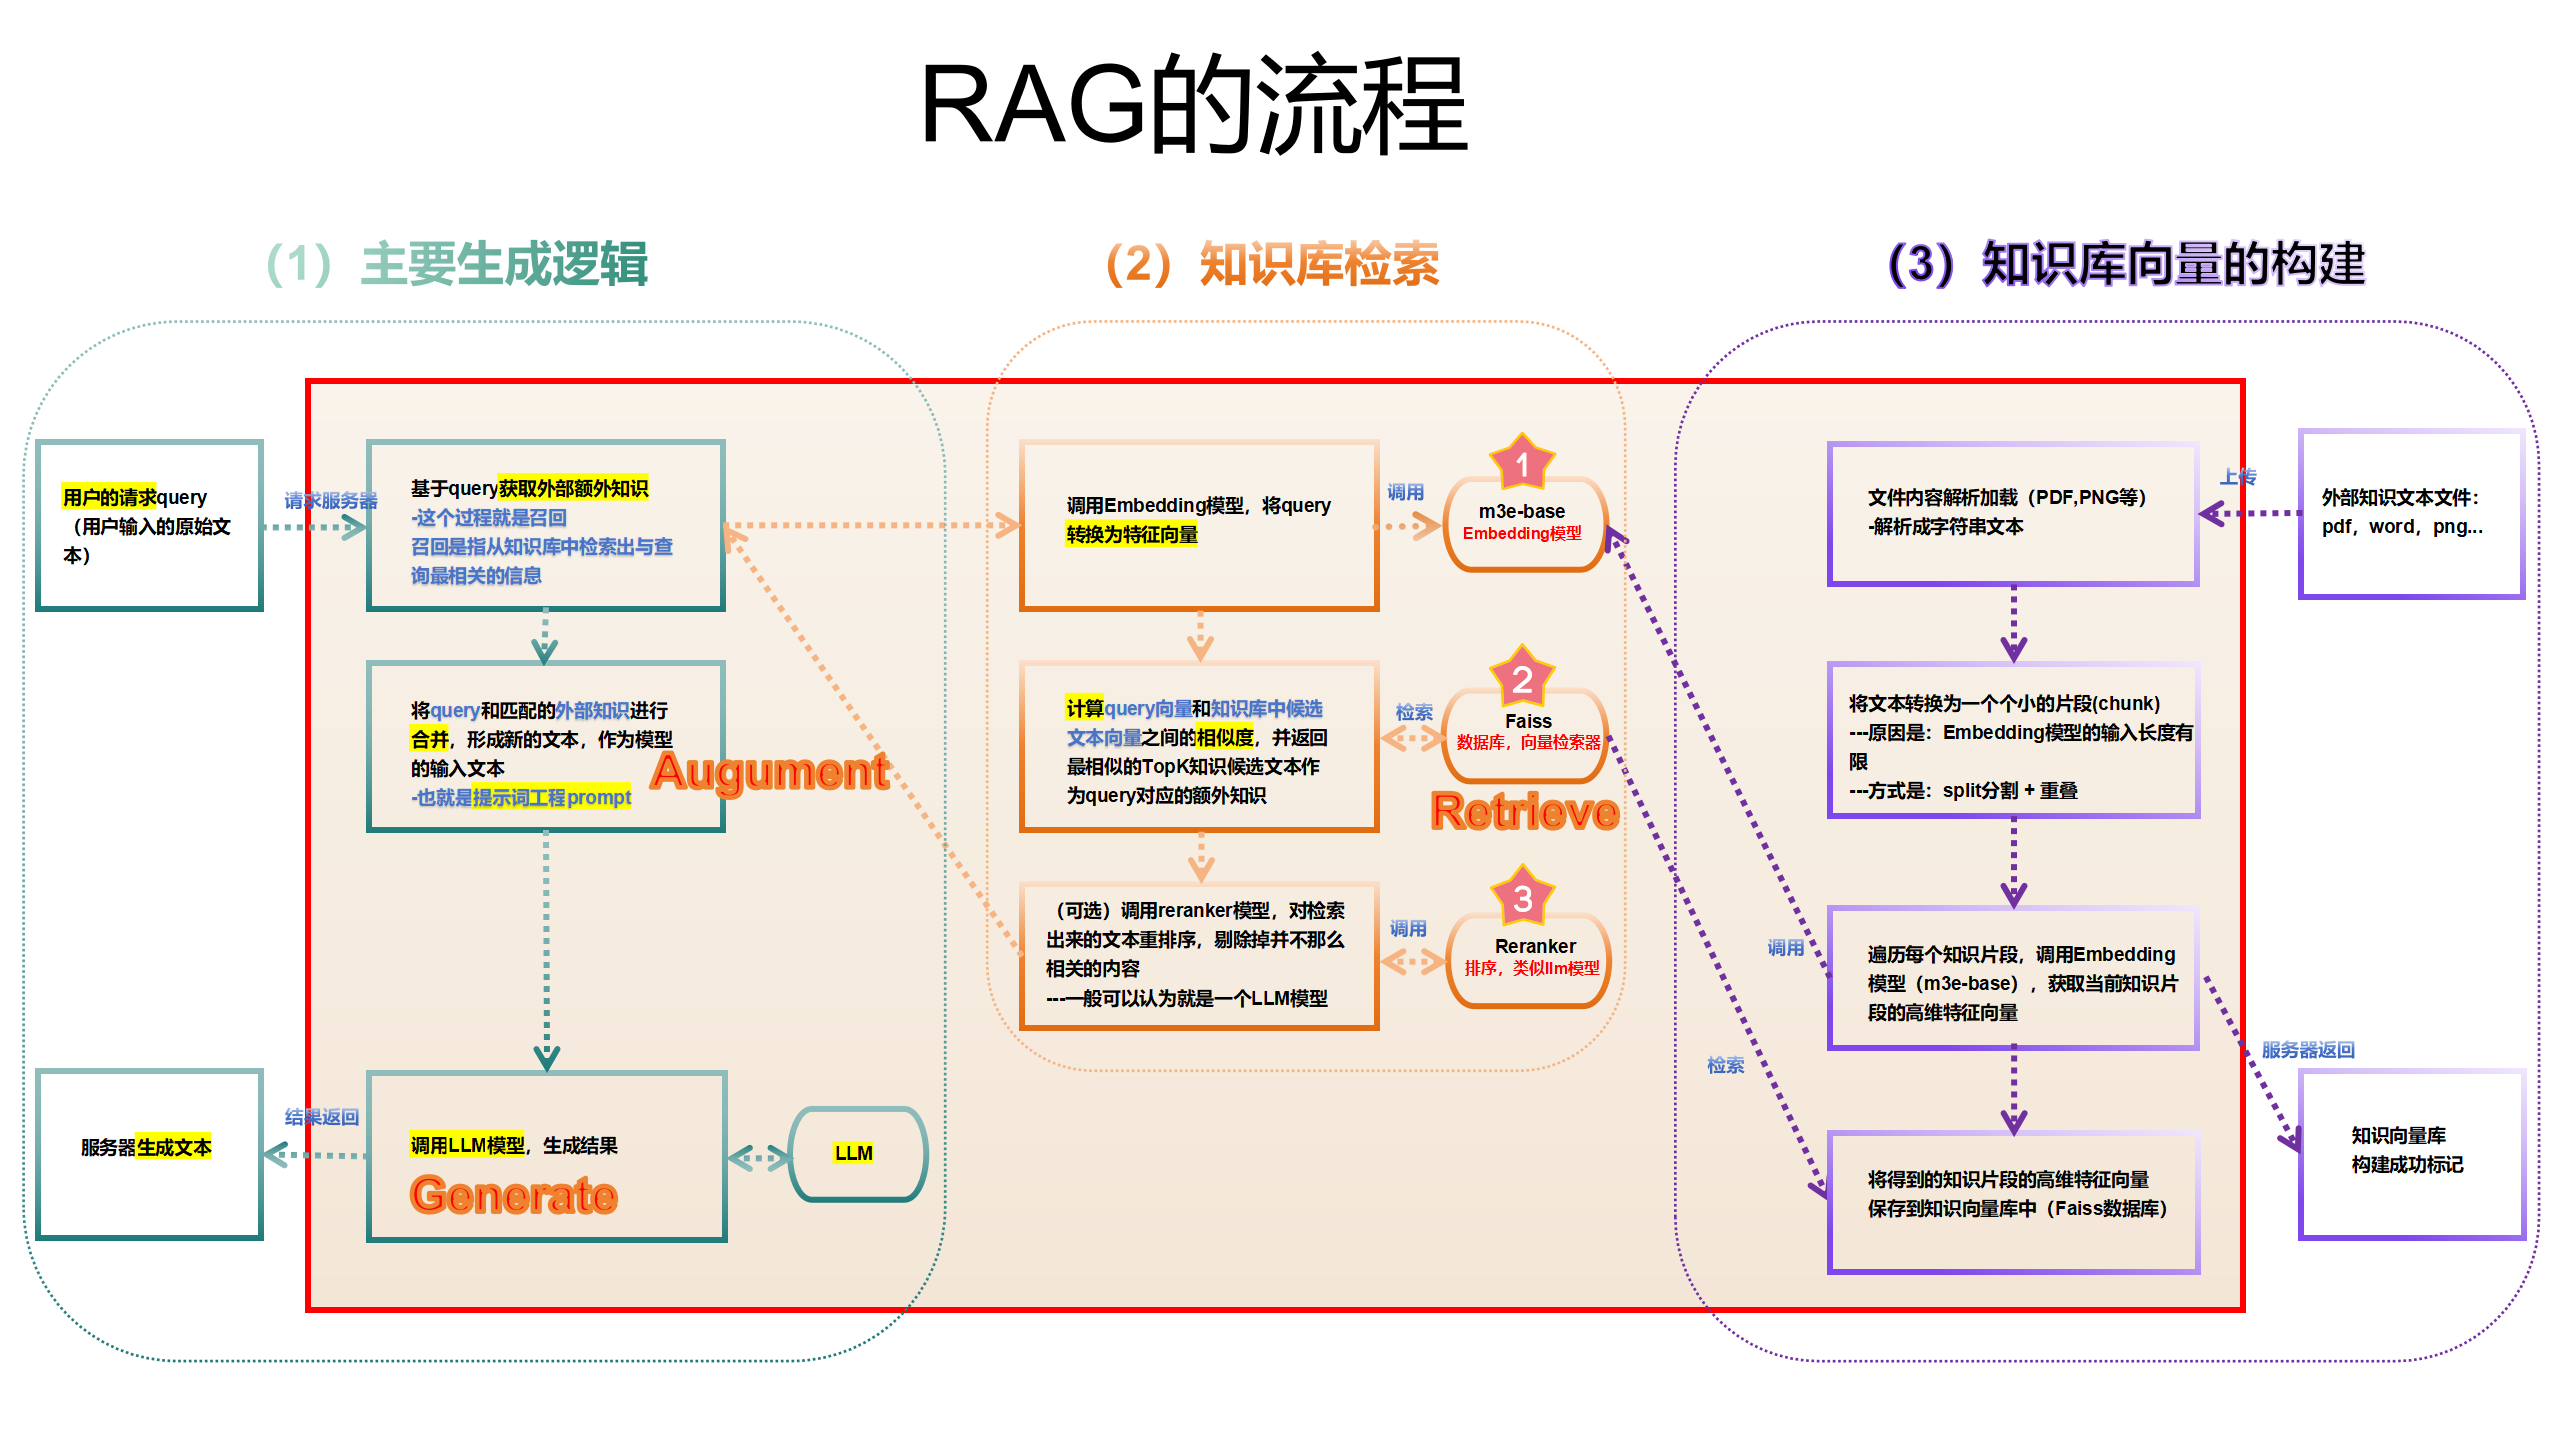 RAG的流程
（1）主要生成逻辑
用户的请求query
（用户输入的原始文
本）
请求服务器
基于query获取外部额外知识
-这个过程就是召回
召回是指从知识库中检索出与查
询最相关的信息
将query和匹配的外部知识进行
合并，形成新的文本，作为模型
的输入文本
-也就是提示词工程prompt
Augument
调用LLM模型，生成结果
Generate
LLM
结果返回
服务器生成文本
（2）知识库检索
调用Embedding模型，将query
转换为特征向量
调用
1
m3e-base
Embedding模型
计算query向量和知识库中候选
文本向量之间的相似度，并返回
最相似的TopK知识候选文本作
为query对应的额外知识
检索
2
Faiss
数据库，向量检索器
Retrieve
（可选）调用reranker模型，对检索
出来的文本重排序，剔除掉并不那么
相关的内容
---一般可以认为就是一个LLM模型
调用
3
Reranker
排序，类似llm模型
（3）知识库向量的构建
外部知识文本文件：
pdf，word，png...
上传
文件内容解析加载（PDF,PNG等）
-解析成字符串文本
将文本转换为一个个小的片段(chunk)
---原因是：Embedding模型的输入长度有
限
---方式是：split分割 + 重叠
调用
遍历每个知识片段，调用Embedding
模型（m3e-base），获取当前知识片
段的高维特征向量
检索
将得到的知识片段的高维特征向量
保存到知识向量库中（Faiss数据库）
服务器返回
知识向量库
构建成功标记